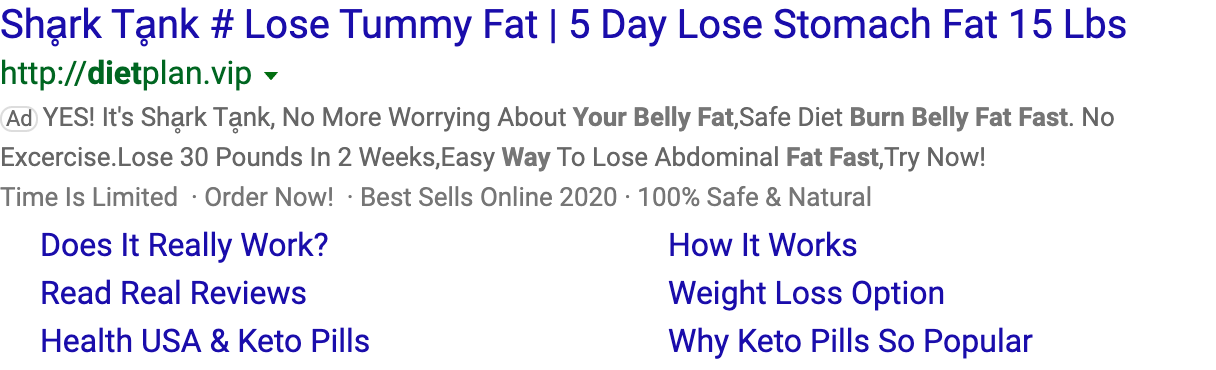 Shḁrk Tḁnk # Lose Tummy Fat | 5 Day Lose Stomach Fat 15 Lbs
http://dietplan.vip
Ad YES! It's Shḁrk Tḁnk, No More Worrying About Your Belly Fat,Safe Diet Burn Belly Fat Fast. No
Excercise.Lose 30 Pounds In 2 Weeks,Easy Way To Lose Abdominal Fat Fast,Try Now!
Time Is Limited · Order Now! · Best Sells Online 2020 · 100% Safe & Natural
Does It Really Work? How It Works
Read Real Reviews Weight Loss Option
Health USA & Keto Pills Why Keto Pills So Popular